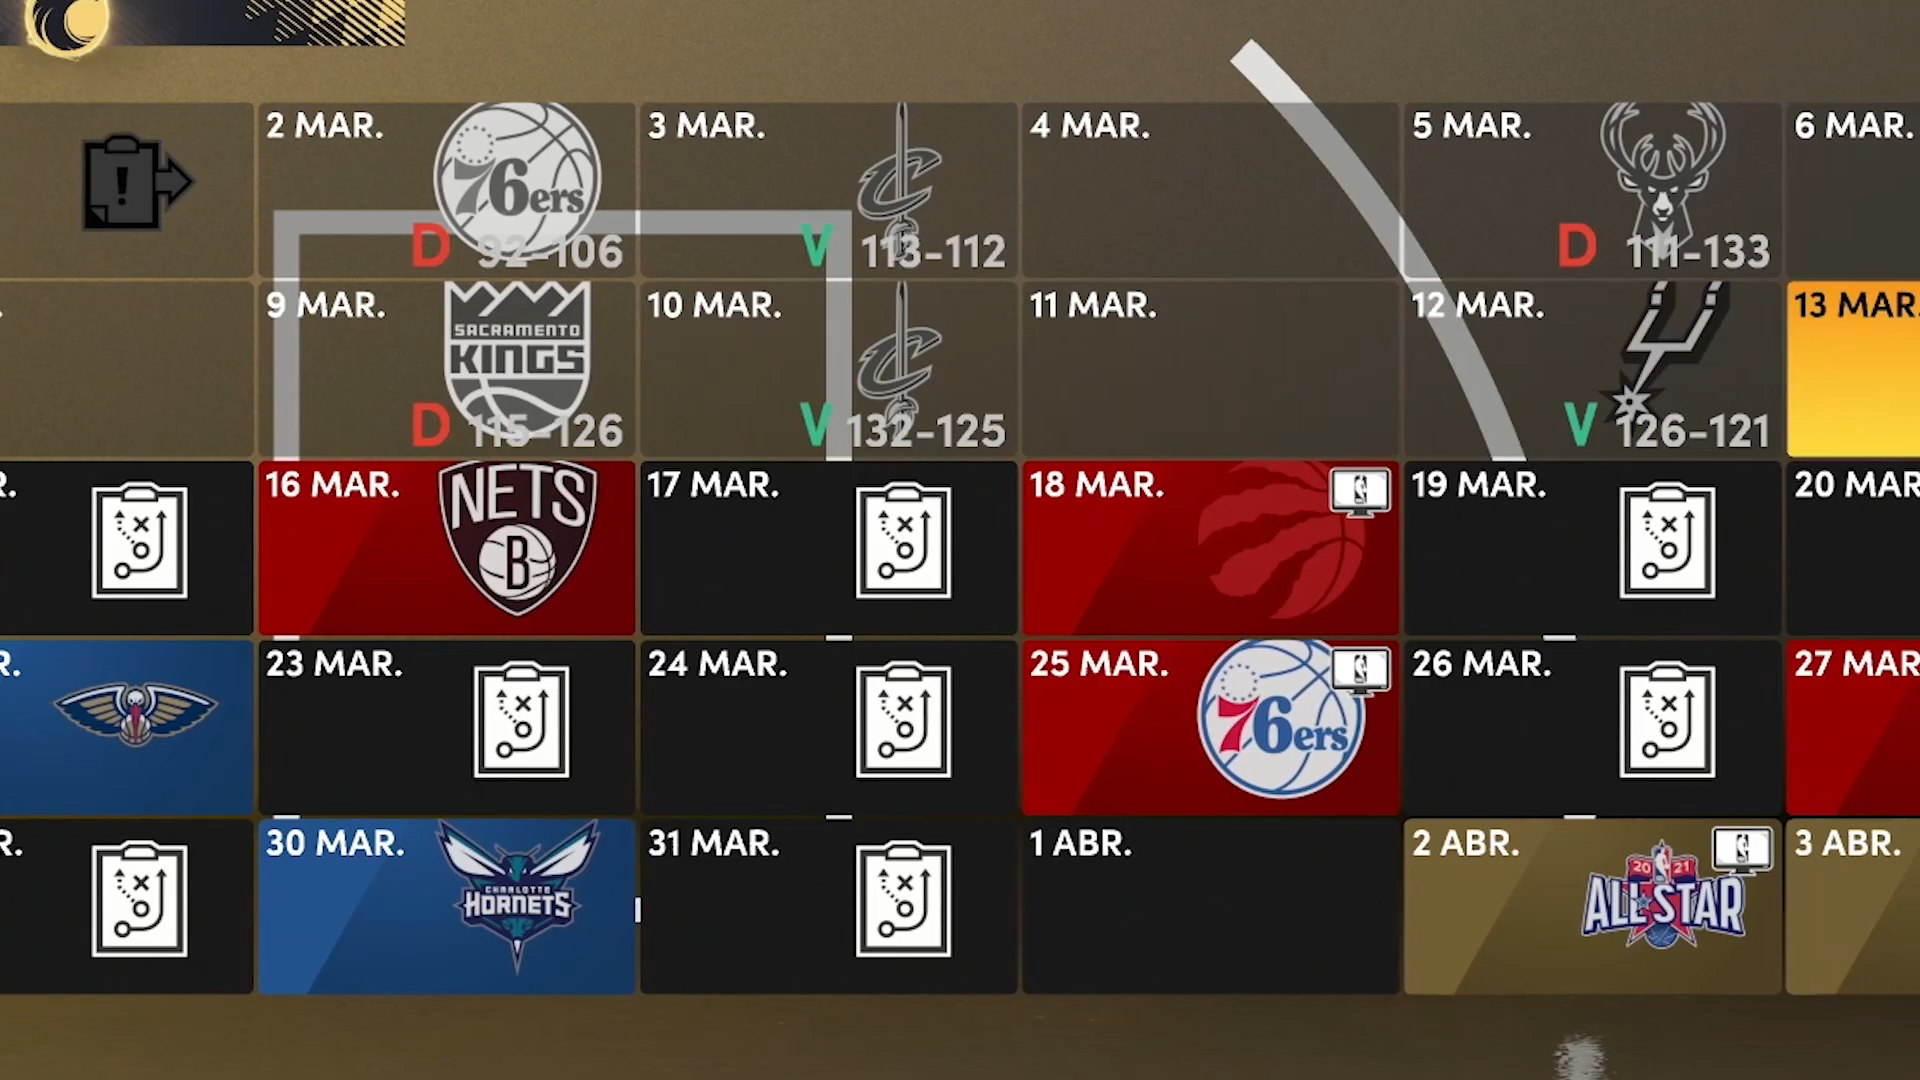 2 MAR.
76ers
D 92-106
3 MAR.
V 113-112
4 MAR.
5 MAR.
D 111-133
6 MAR.
9 MAR.
SACRAMENTO
KINGS
D 115-126
10 MAR.
V 132-125
11 MAR.
12 MAR.
V 126-121
13 MAR.
R.
16 MAR.
NETS
B
17 MAR.
18 MAR.
19 MAR.
20 MAR
R.
23 MAR.
24 MAR.
25 MAR.
76ers
26 MAR.
27 MAR
R.
30 MAR.
CHARLOTTE
HORNETS
31 MAR.
1 ABR.
2 ABR.
20 21
ALL STAR
3 ABR.